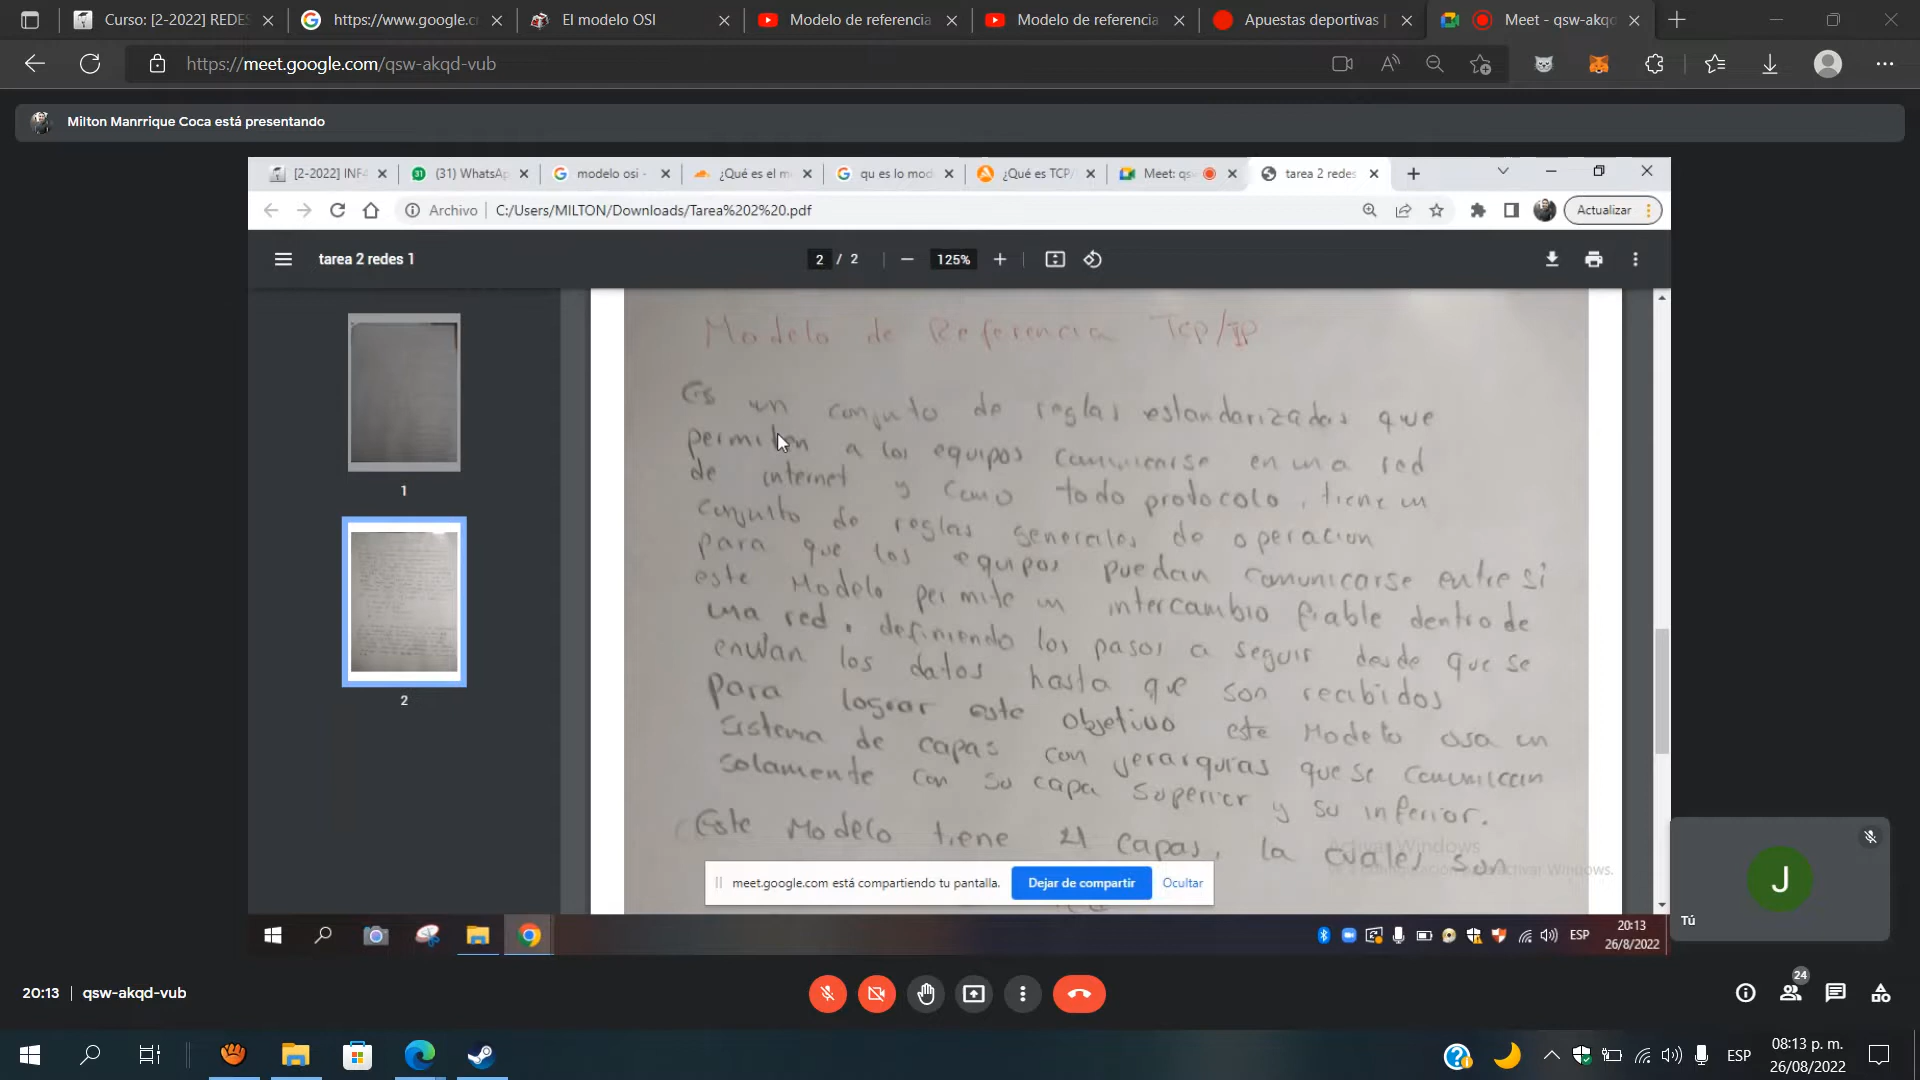 Curso: [2-2022] REDES
https://www.google.c
El modelo OSI
Modelo de referencia
Modelo de referencia
Apuestas deportivas |
Meet - qsw-akqd
https://meet.google.com/qsw-akqd-vub
Milton Manrrique Coca está presentando
[2-2022] INF4
(31) WhatsAp
modelo osi -
¿Qué es el m
qu es lo mod
¿Qué es TCP/
Meet: qsw
tarea 2 redes
Archivo
C:/Users/MILTON/Downloads/Tarea%202%20.pdf
Actualizar
tarea 2 redes 1
2 / 2
125%
1
2
Modelo de Referencia Tcp/IP
Es un conjunto de reglas estandarizadas que
permiten a los equipos comunicarse en una red
de internet y como todo protocolo, tiene un
conjunto de reglas generales de operacion
para que los equipos puedan comunicarse entre si
este Modelo permite un intercambio fiable dentro de
una red, definiendo los pasos a seguir desde que se
envian los datos hasta que son recibidos
para lograr este objetivo este Modelo usa un
sistema de capas con yerarquias que se comunican
solamente con su capa superior y su inferior.
Este Modelo tiene 4 capas, la cuales son
Activar Windows
meet.google.com está compartiendo tu pantalla.
Dejar de compartir
Ocultar
ESP
20:13
26/8/2022
J
Tú
20:13 | qsw-akqd-vub
24
ESP
08:13 p. m.
26/08/2022